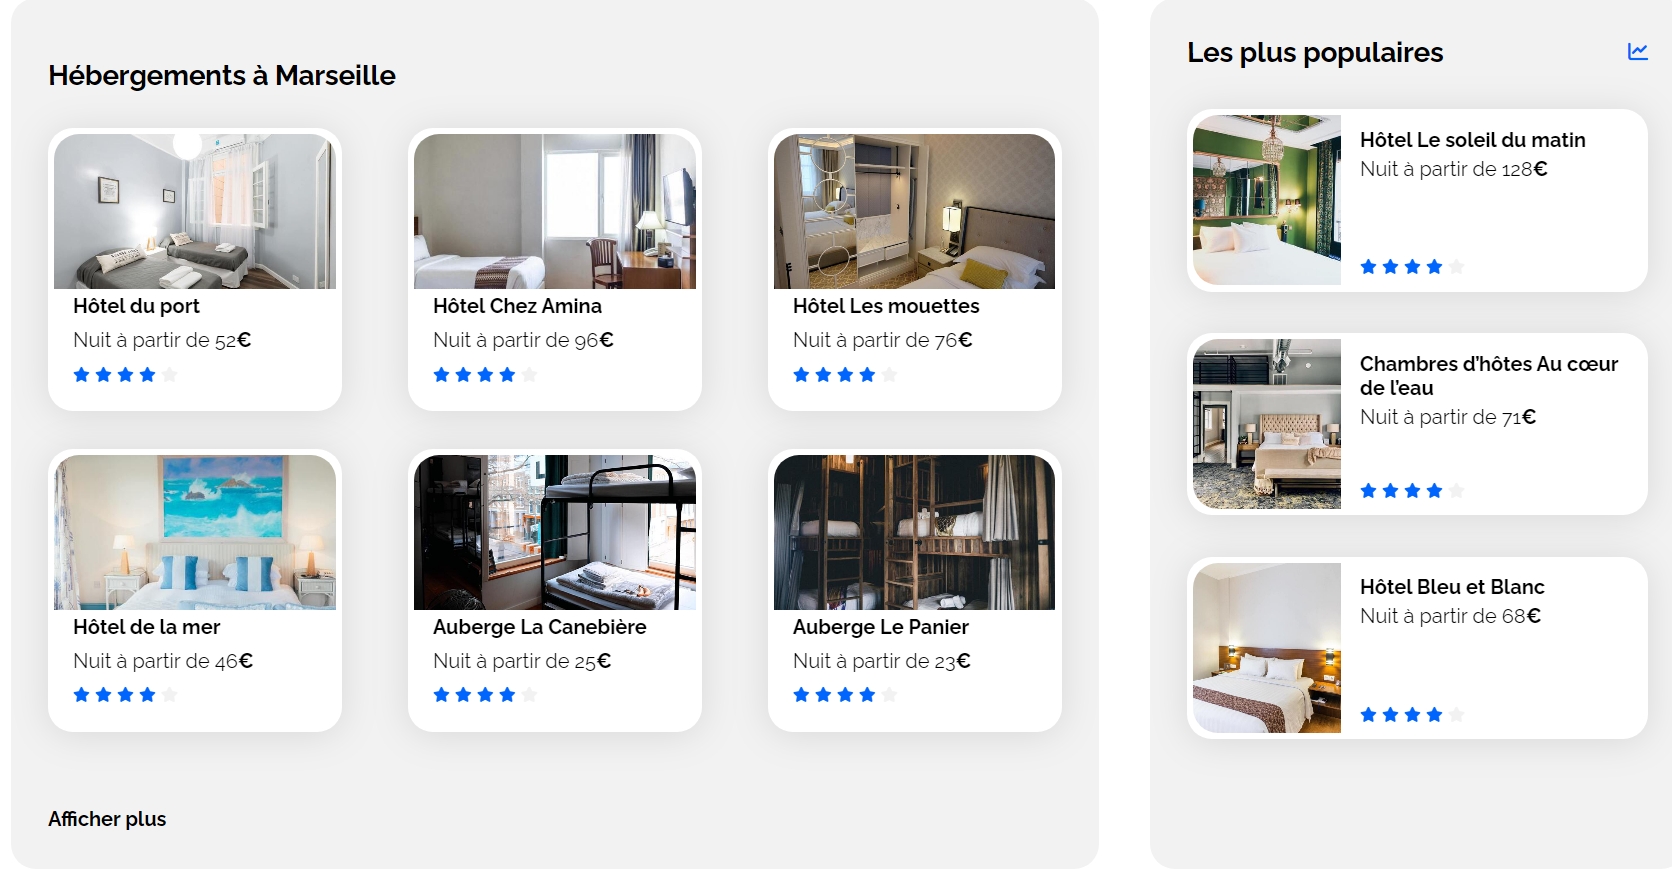 Hébergements à Marseille
Hôtel du port
Nuit à partir de 52€
Hôtel Chez Amina
Nuit à partir de 96€
Hôtel Les mouettes
Nuit à partir de 76€
Hôtel de la mer
Nuit à partir de 46€
Auberge La Canebière
Nuit à partir de 25€
Auberge Le Panier
Nuit à partir de 23€
Afficher plus
Les plus populaires
Hôtel Le soleil du matin
Nuit à partir de 128€
Chambres d’hôtes Au cœur
de l’eau
Nuit à partir de 71€
Hôtel Bleu et Blanc
Nuit à partir de 68€